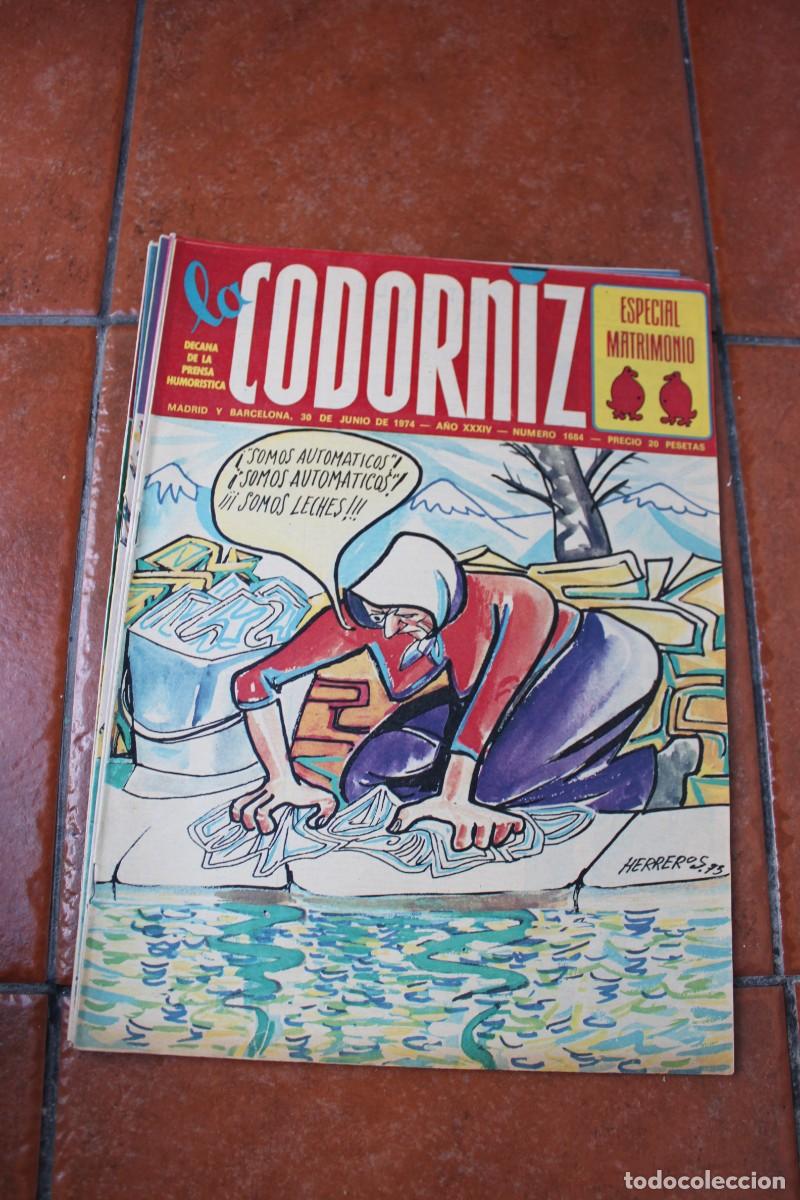 la CODORNIZ
DECANA
DE LA
PRENSA
HUMORISTICA
ESPECIAL
MATRIMONIO
MADRID Y BARCELONA, 30 DE JUNIO DE 1974 — AÑO XXXIV — NUMERO 1684 — PRECIO 20 PESETAS
¡"SOMOS AUTOMATICOS"!
¡"SOMOS AUTOMATICOS"!
¡¡¡SOMOS LECHES!!!
HERREROS.73
todocoleccion